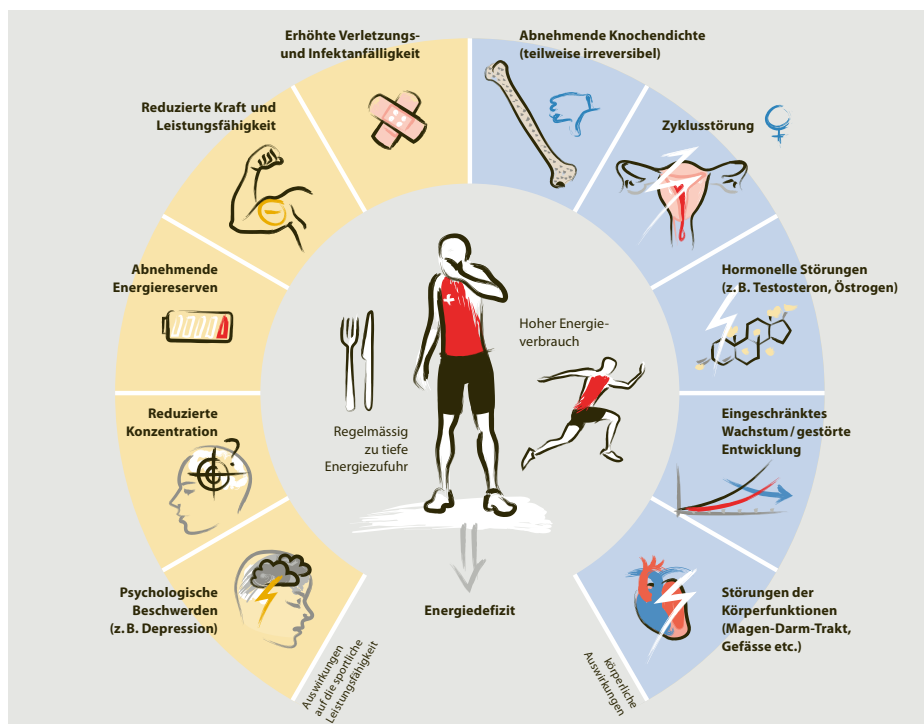 Erhöhte Verletzungs-
und Infektanfälligkeit
Abnehmende Knochendichte
(teilweise irreversibel)
Reduzierte Kraft und
Leistungsfähigkeit
Zyklusstörung
Abnehmende
Energiereserven
Hormonelle Störungen
(z.B. Testosteron, Östrogen)
Hoher Energie-
verbrauch
Regelmässig
zu tiefe
Energiezufuhr
Reduzierte
Konzentration
Eingeschränktes
Wachstum/gestörte
Entwicklung
Psychologische
Beschwerden
(z.B. Depression)
Energiedefizit
Störungen der
Körperfunktionen
(Magen-Darm-Trakt,
Gefässe etc.)
Auswirkungen
auf die sportliche
Leistungsfähigkeit
körperliche
Auswirkungen